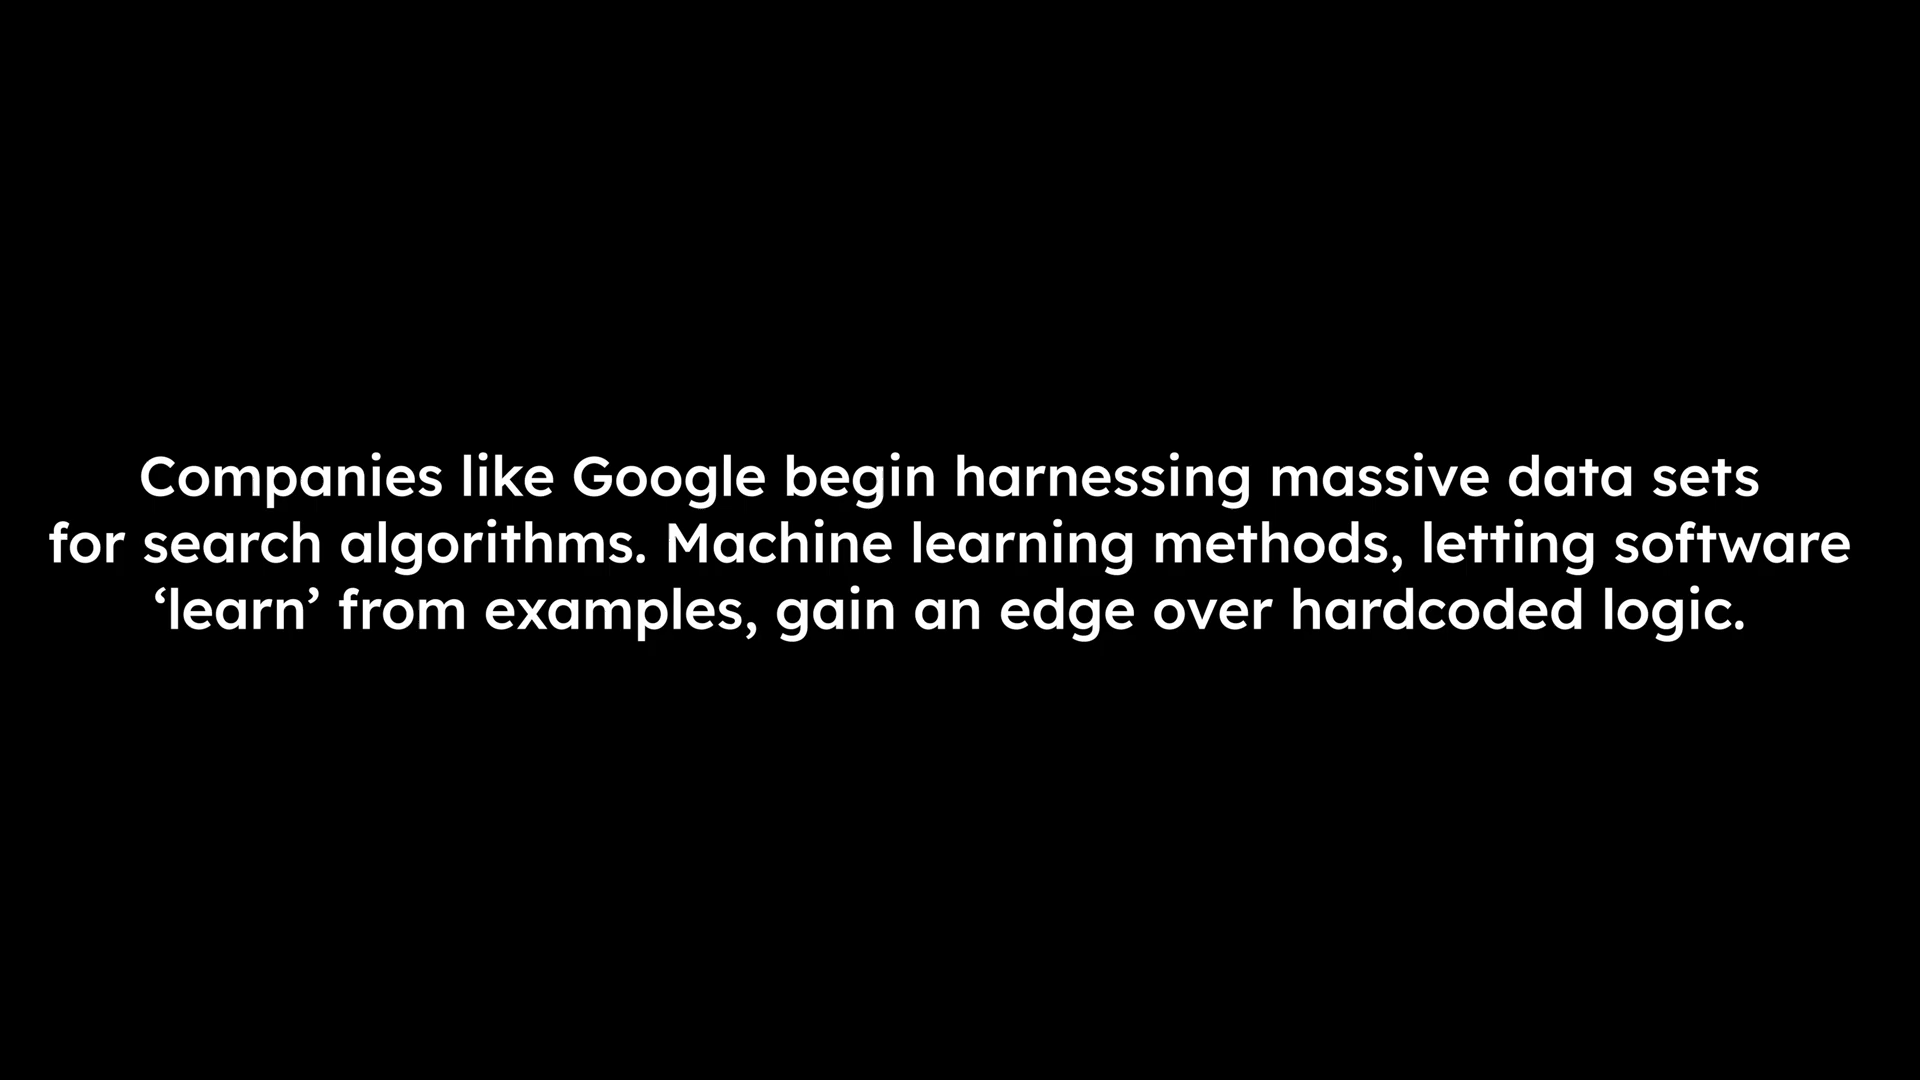 Companies like Google begin harnessing massive data sets
for search algorithms. Machine learning methods, letting software
‘learn’ from examples, gain an edge over hardcoded logic.